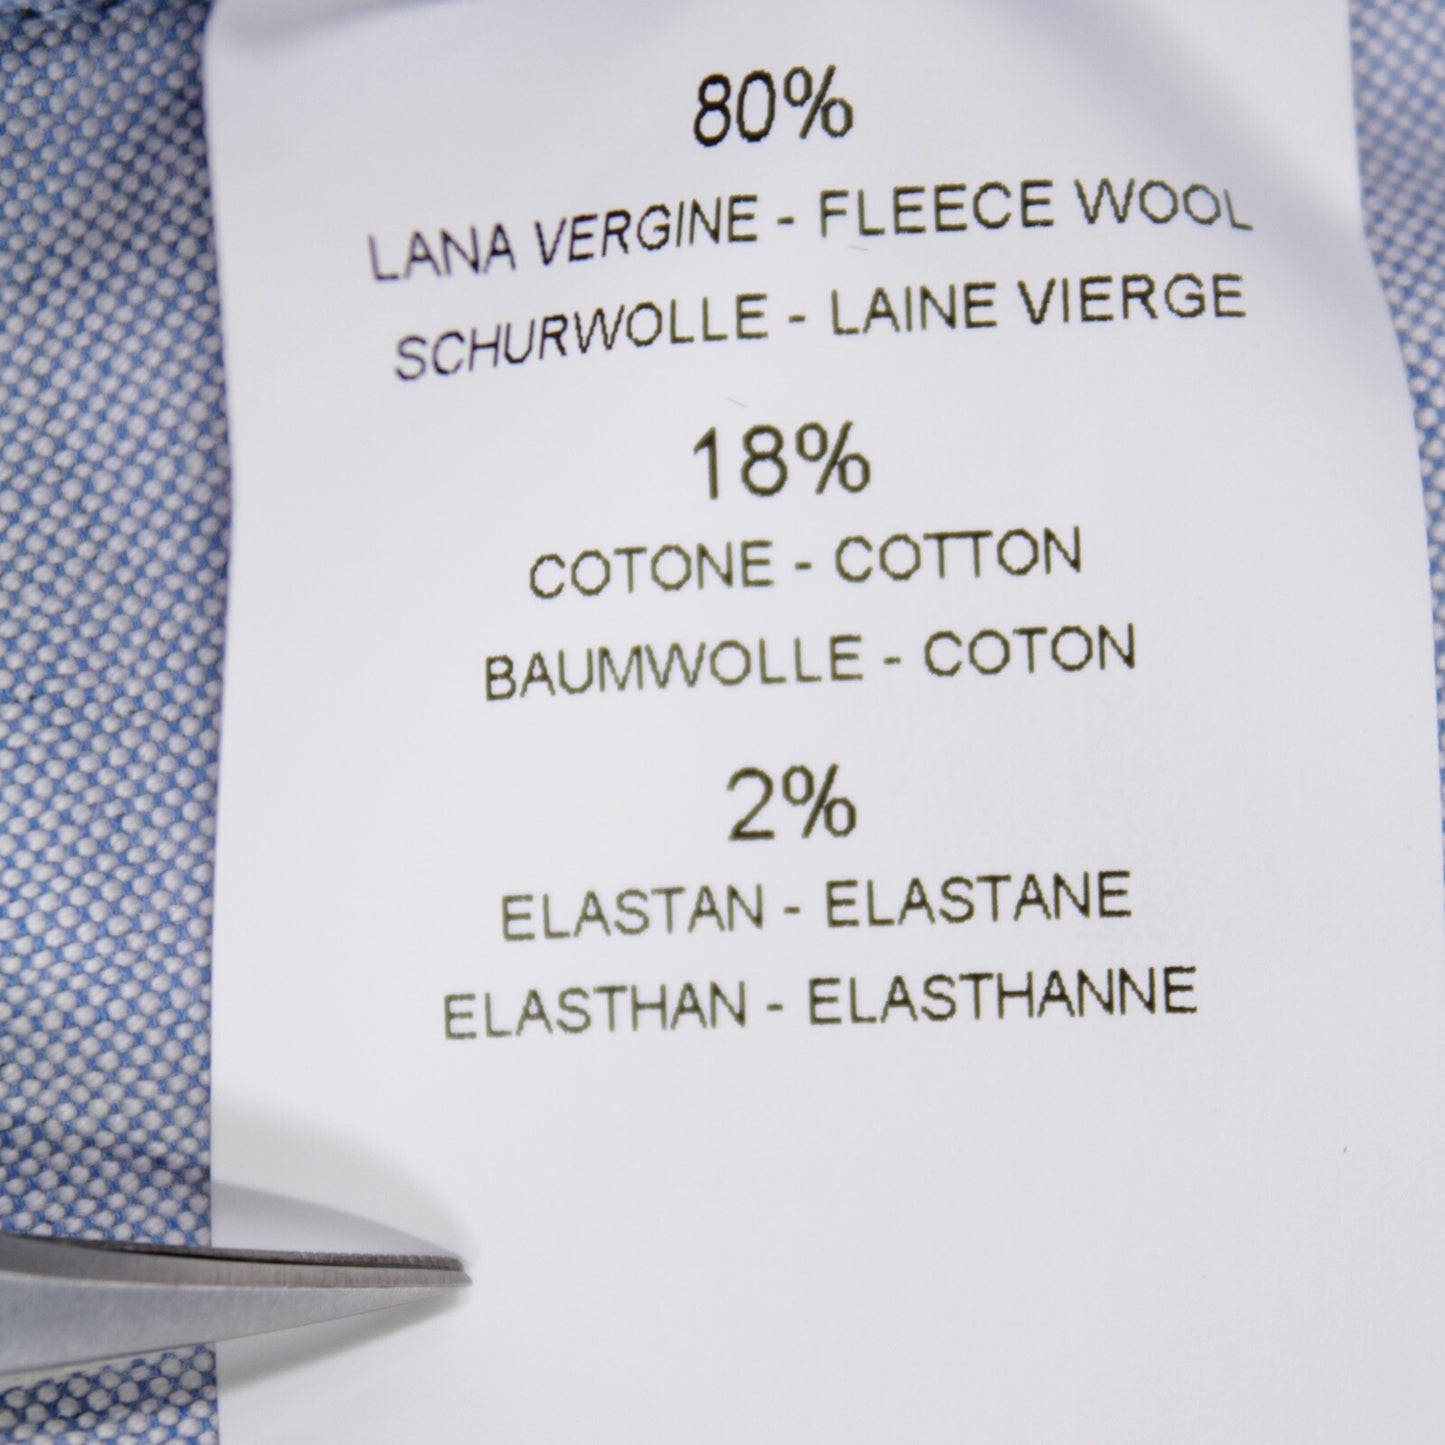 80%
LANA VERGINE - FLEECE WOOL
SCHURWOLLE - LAINE VIERGE
18%
COTONE - COTTON
BAUMWOLLE - COTON
2%
ELASTAN - ELASTANE
ELASTHAN - ELASTHANNE